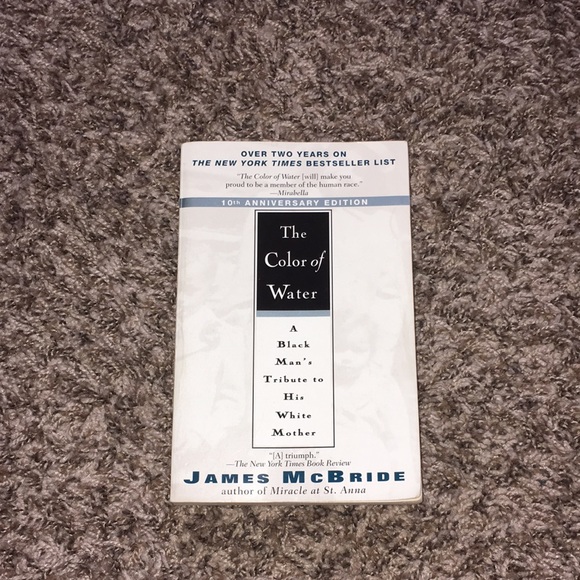 OVER TWO YEARS ON
THE NEW YORK TIMES BESTSELLER LIST
"The Color of Water [will] make you
proud to be a member of the human race."
—Mirabella
10th ANNIVERSARY EDITION
The
Color of
Water
A
Black
Man's
Tribute to
His
White
Mother
"[A] triumph."
—The New York Times Book Review
JAMES MCBRIDE
author of Miracle at St. Anna